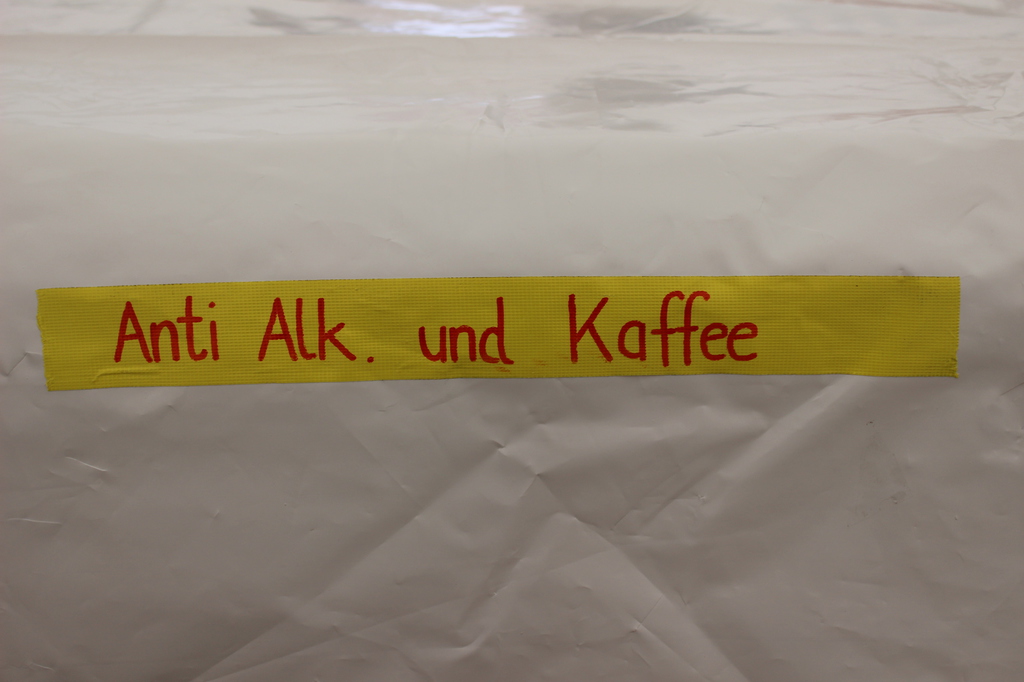 Anti Alk. und Kaffee